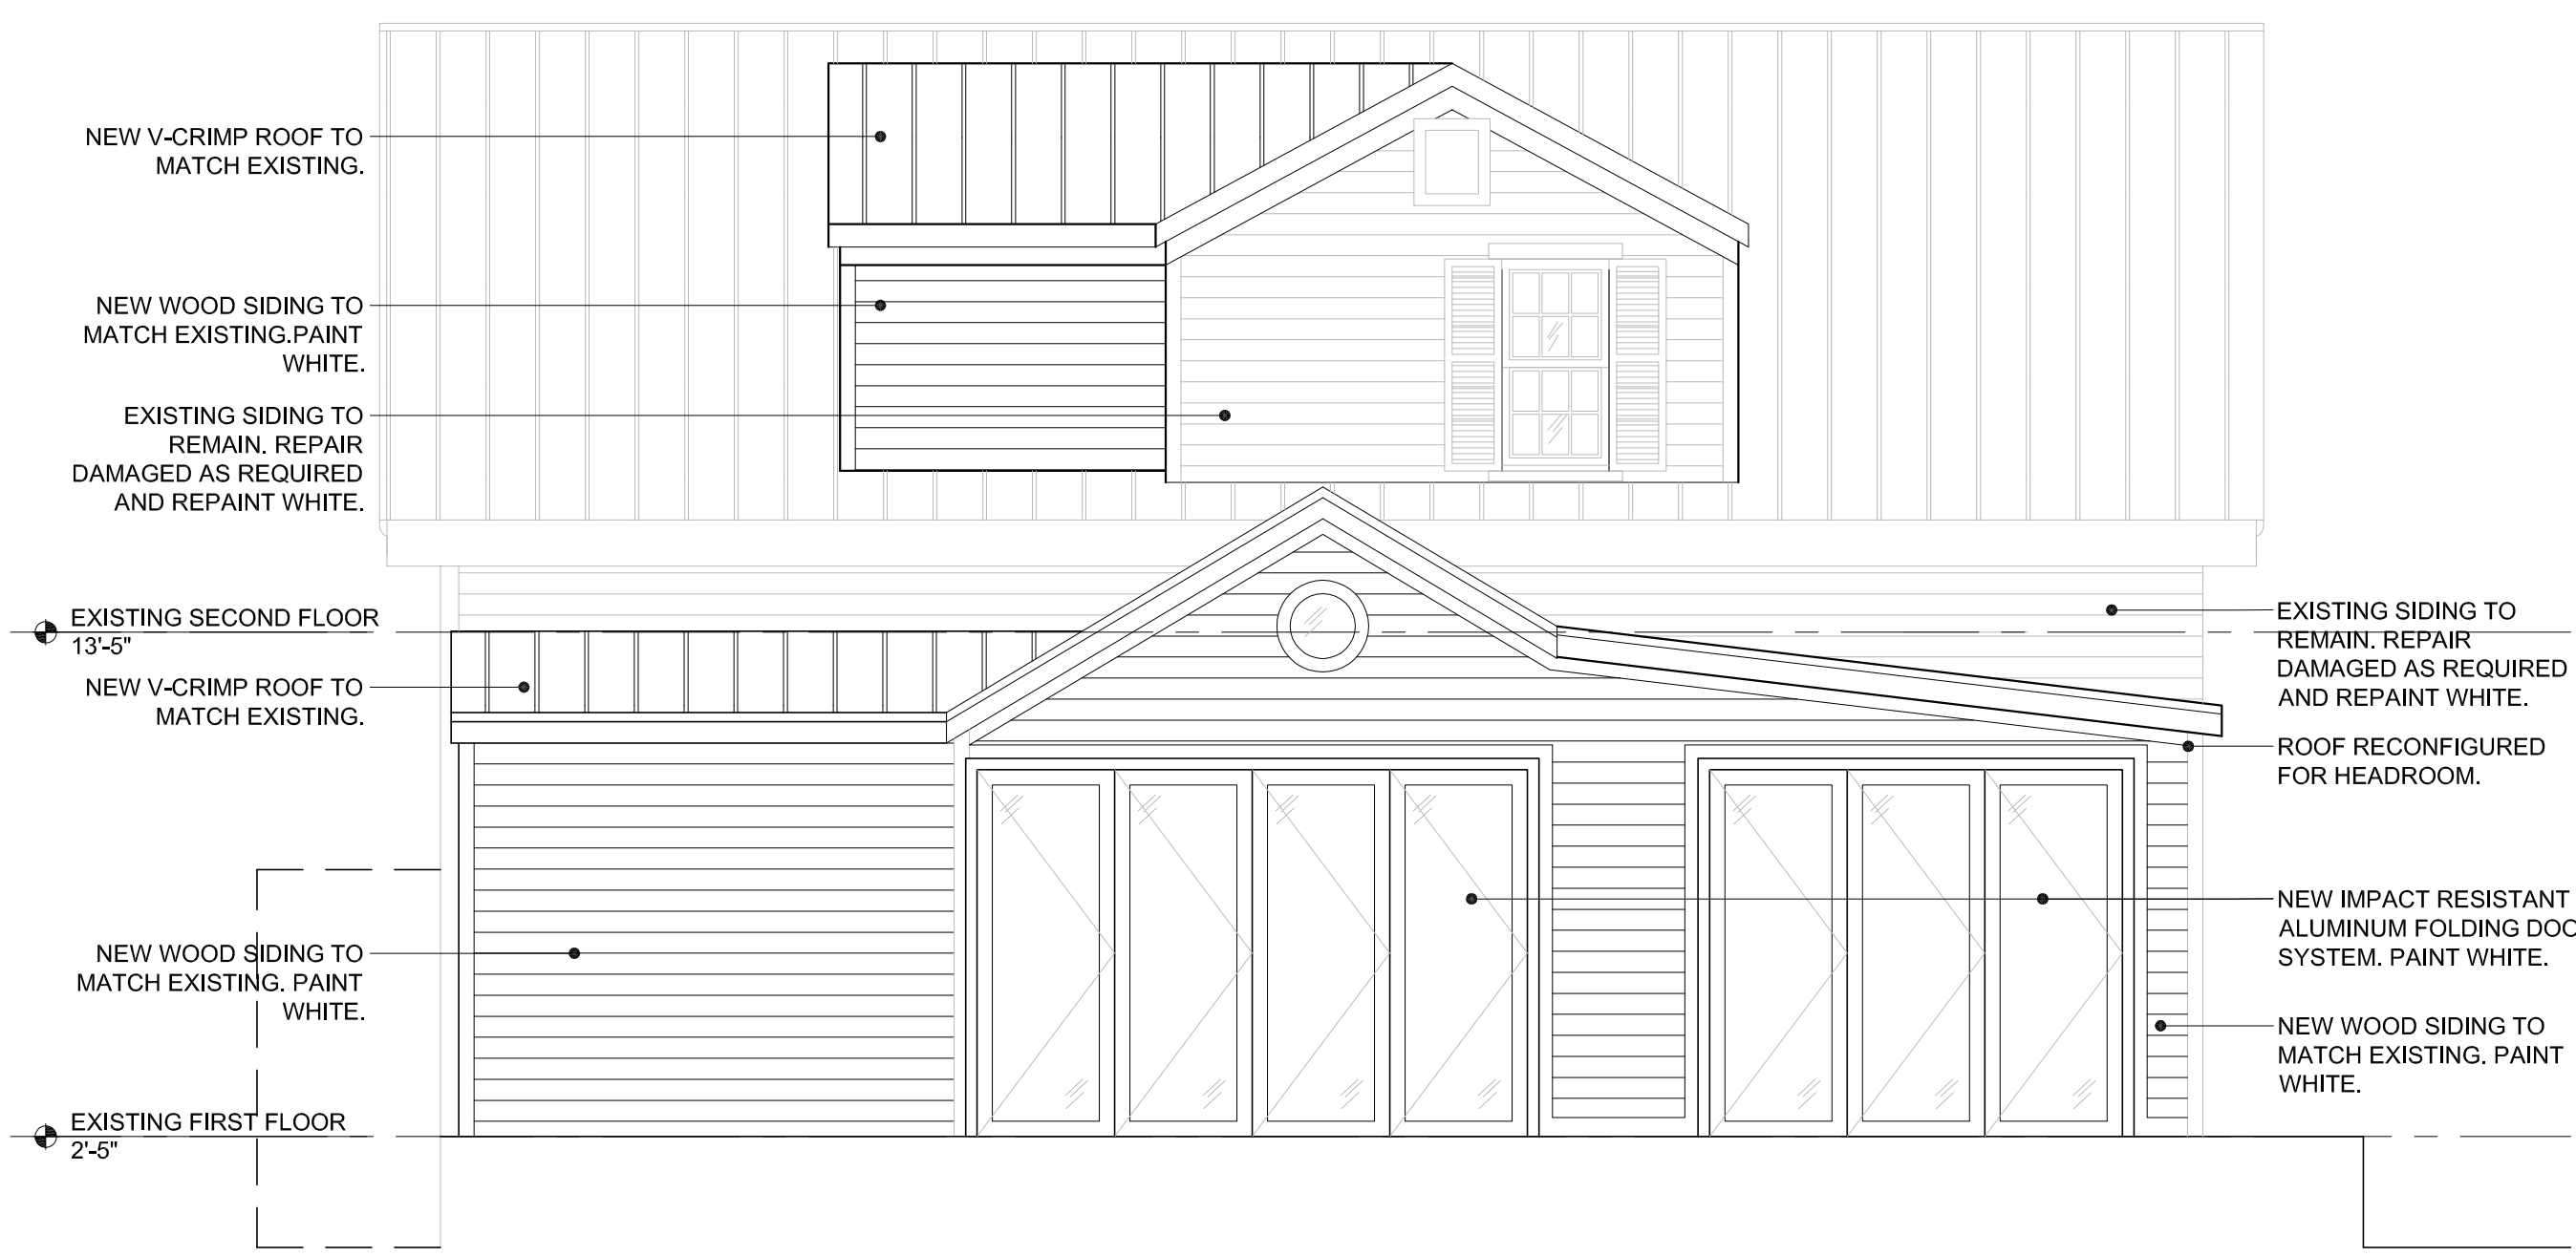 NEW V-CRIMP ROOF TO
MATCH EXISTING.
NEW WOOD SIDING TO
MATCH EXISTING.PAINT
WHITE.
EXISTING SIDING TO
REMAIN. REPAIR
DAMAGED AS REQUIRED
AND REPAINT WHITE.
EXISTING SECOND FLOOR
13'-5"
NEW V-CRIMP ROOF TO
MATCH EXISTING.
NEW WOOD SIDING TO
MATCH EXISTING. PAINT
WHITE.
EXISTING FIRST FLOOR
2'-5"
EXISTING SIDING TO
REMAIN. REPAIR
DAMAGED AS REQUIRED
AND REPAINT WHITE.
ROOF RECONFIGURED
FOR HEADROOM.
NEW IMPACT RESISTANT
ALUMINUM FOLDING DOO
SYSTEM. PAINT WHITE.
NEW WOOD SIDING TO
MATCH EXISTING. PAINT
WHITE.